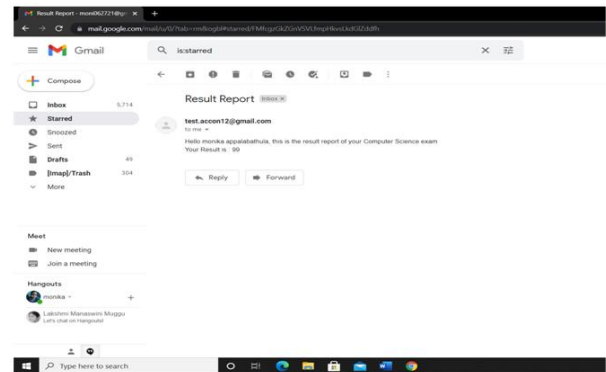 Result Report - moni062721@g
mail.google.com/mail/u/0/?tab=rm&ogbl#starred/
Gmail
is:starred
Compose
Inbox 5,714
Starred
Snoozed
Sent
Drafts 49
[Imap]/Trash 304
More
Result Report Inbox ×
test.accon12@gmail.com
to me
Hello monika appalabathula, this is the result report of your Computer Science exam
Your Result is : 99
Reply Forward
Meet
New meeting
Join a meeting
Hangouts
monika
Lakshmi Manaswini Muggu
Let's chat on Hangouts!
Type here to search